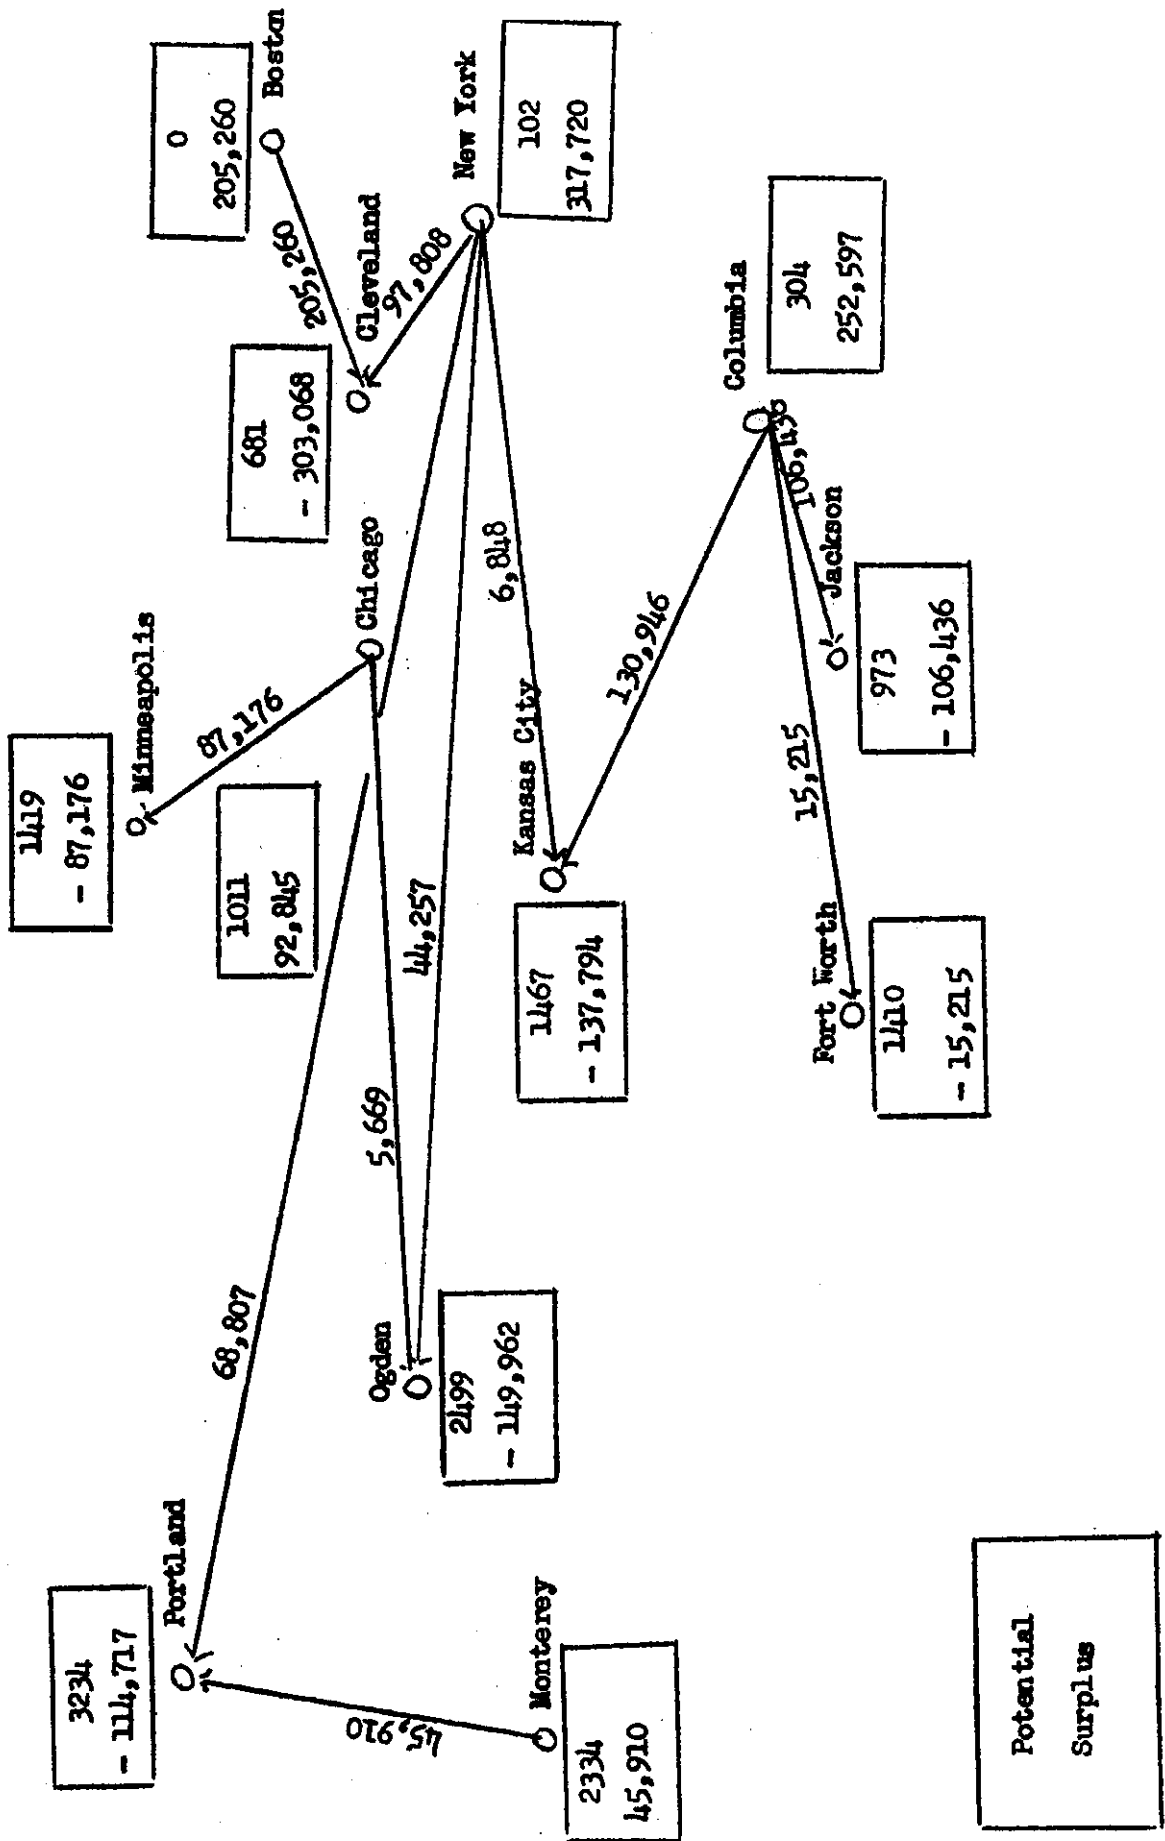 1419
- 87,176
Minneapolis
3234
- 114,717
Portland
0
205,260
Boston
87,176
1011
92,845
681
- 303,068
68,807
205,260
Cleveland
Chicago
97,808
5,669
Ogden
44,257
45,910
New York
2499
- 149,962
6,848
102
317,720
Kansas City
1467
- 137,794
Monterey
2334
45,910
130,946
Columbia
304
252,597
106,436
15,215
Jackson
Fort Worth
973
- 106,436
1410
- 15,215
Potential
Surplus